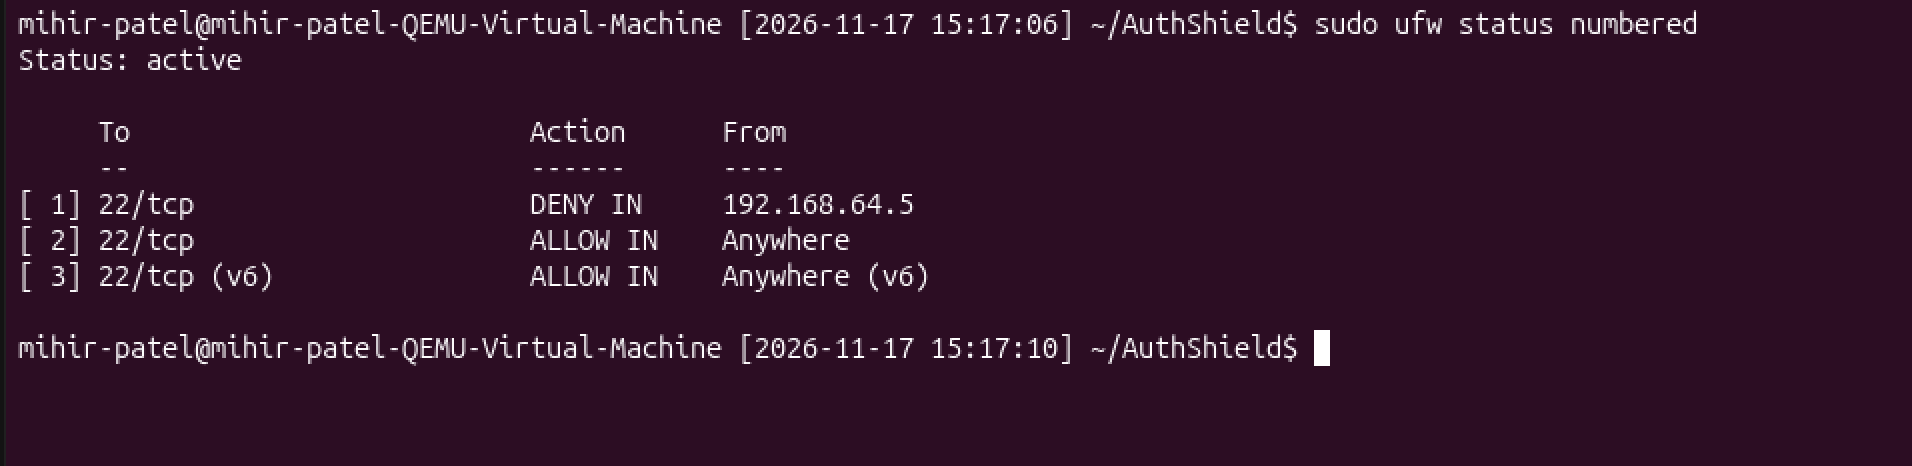 mihir-patel@mihir-patel-QEMU-Virtual-Machine [2026-11-17 15:17:06] ~/AuthShield$ sudo ufw status numbered
Status: active
     To                         Action      From
     --                         ------      ----
[ 1] 22/tcp                     DENY IN     192.168.64.5
[ 2] 22/tcp                     ALLOW IN    Anywhere
[ 3] 22/tcp (v6)                ALLOW IN    Anywhere (v6)
mihir-patel@mihir-patel-QEMU-Virtual-Machine [2026-11-17 15:17:10] ~/AuthShield$